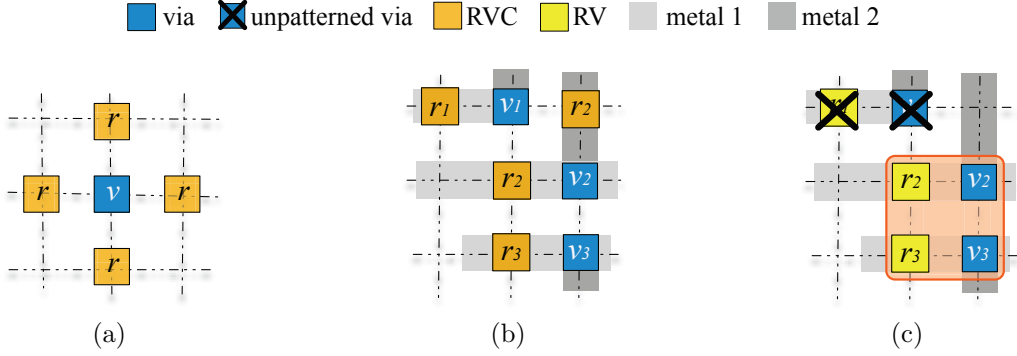 via unpatterned via RVC RV metal 1 metal 2
r
r v r
r
r1 v1 r2
r2 v2
r3 v3
r2 v2
r3 v3
(a) (b) (c)